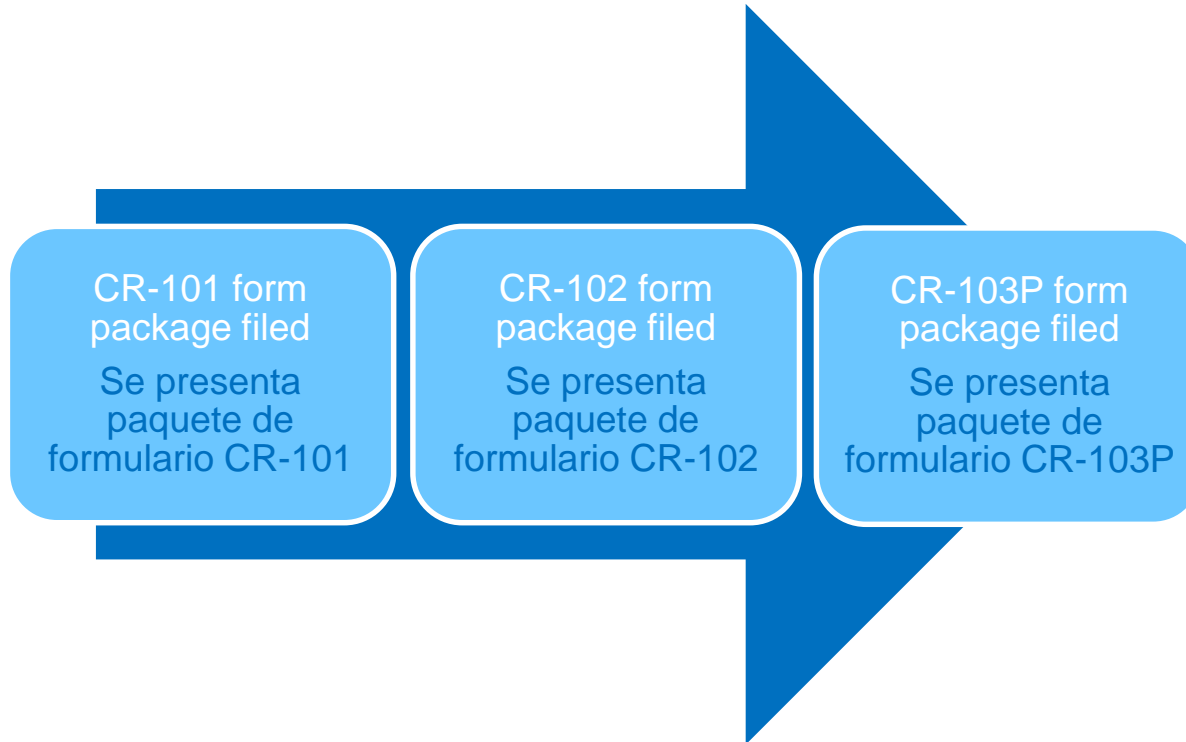 CR-101 form
package filed
Se presenta
paquete de
formulario CR-101
CR-102 form
package filed
Se presenta
paquete de
formulario CR-102
CR-103P form
package filed
Se presenta
paquete de
formulario CR-103P